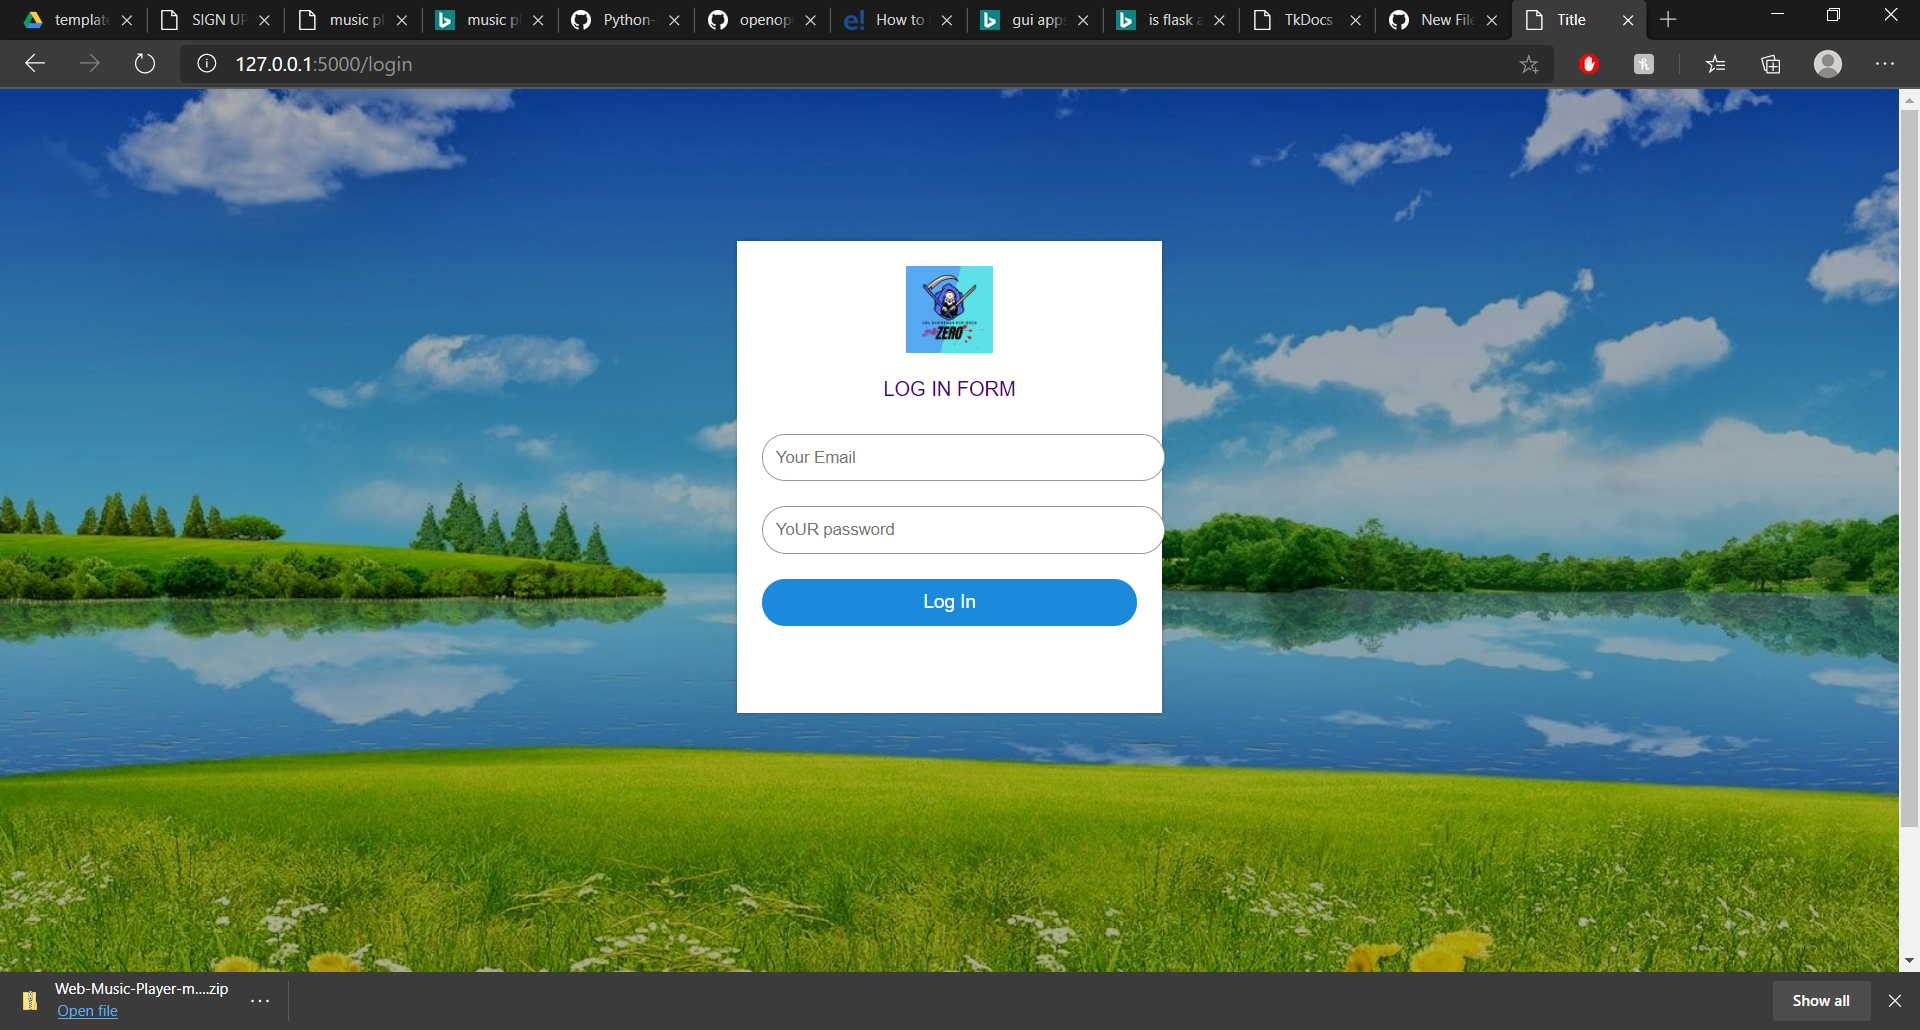 template
SIGN UP
music pl
music pl
Python-
openop
How to
gui apps
is flask a
TkDocs
New File
Title
127.0.0.1:5000/login
ZERO
LOG IN FORM
Your Email
YoUR password
Log In
Web-Music-Player-m....zip
Open file
Show all